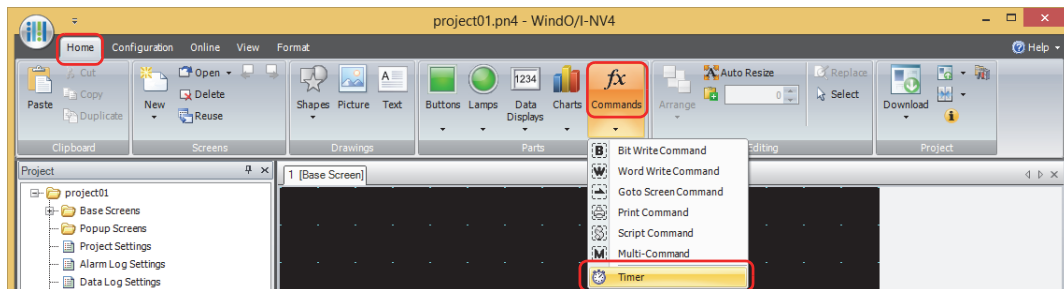 project01.pn4 - WindO/I-NV4
Home Configuration Online View Format Help
Cut
Copy
Duplicate
Paste
Clipboard
New
Open
Delete
Reuse
Screens
Shapes Picture Text
A
Drawings
Buttons Lamps Data Displays Charts Commands
1234
fx
Parts
Arrange
Auto Resize
0
Replace
Select
Editing
Download
Project
Project
1 [Base Screen]
project01
Base Screens
Popup Screens
Project Settings
Alarm Log Settings
Data Log Settings
B Bit Write Command
W Word Write Command
Goto Screen Command
Print Command
Script Command
M Multi-Command
Timer